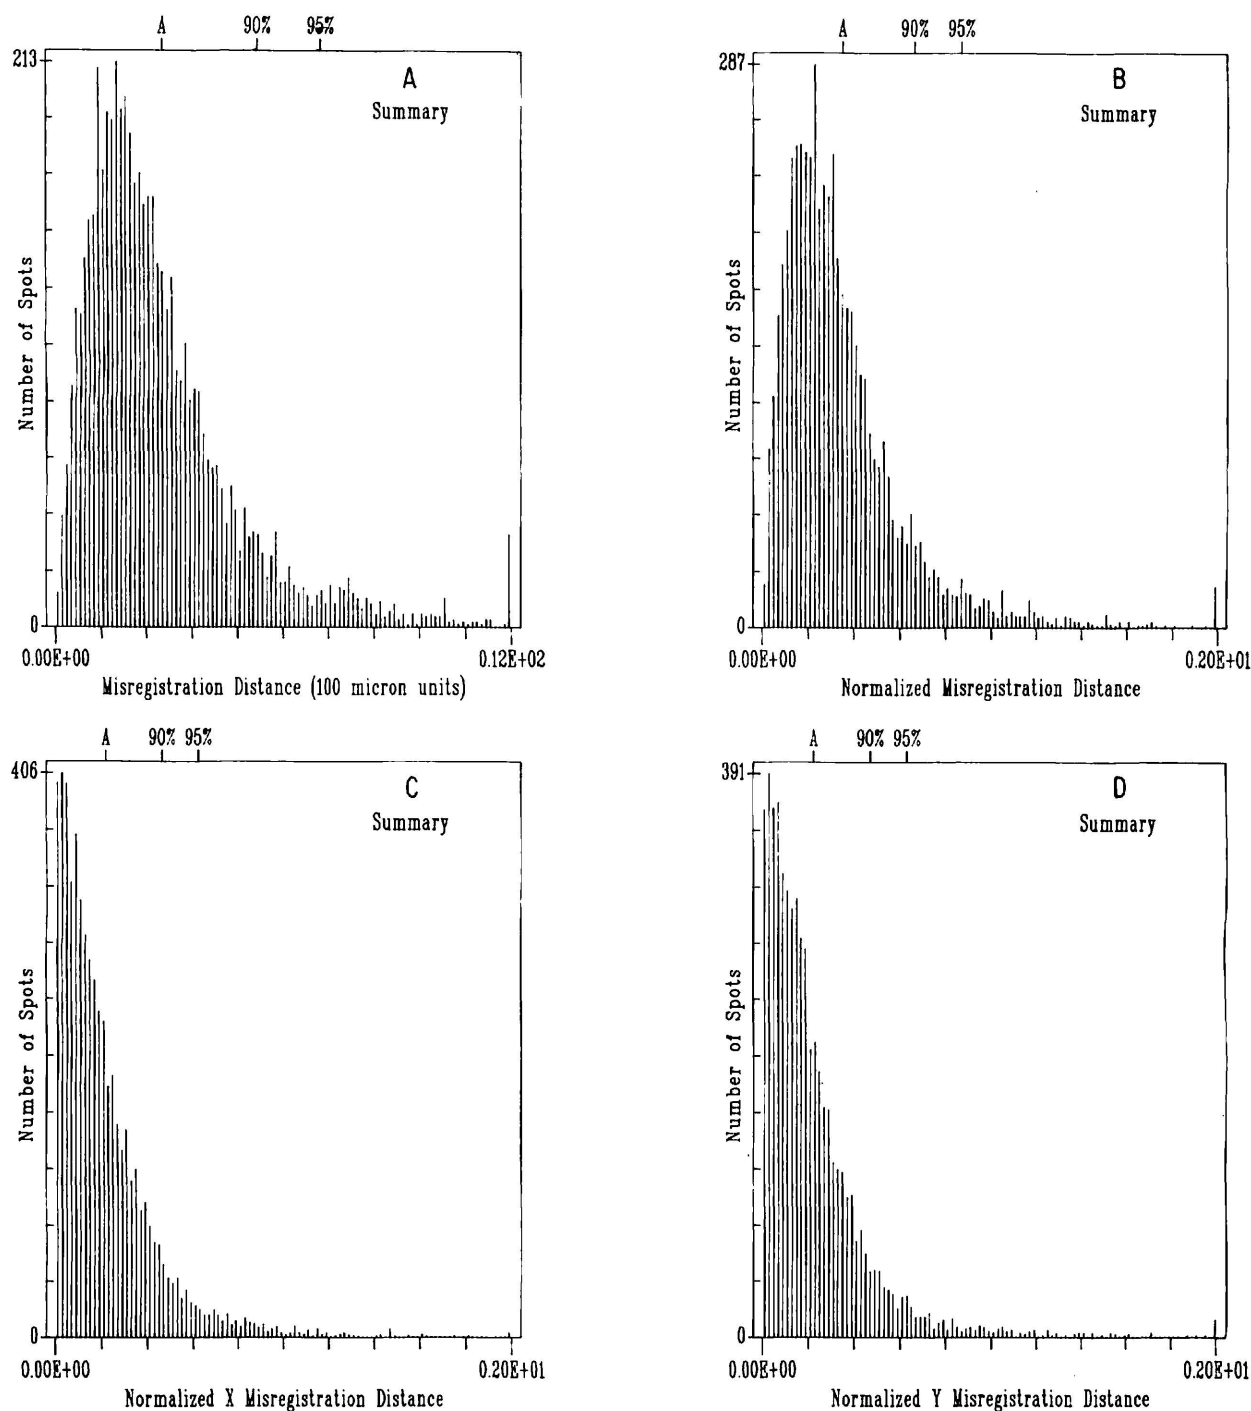 A 90% 95%
213
A
Summary
Number of Spots
0
0.00E+00 0.12E+02
Misregistration Distance (100 micron units)
A 90% 95%
287
B
Summary
Number of Spots
0
0.00E+00 0.20E+01
Normalized Misregistration Distance
A 90% 95%
406
C
Summary
Number of Spots
0
0.00E+00 0.20E+01
Normalized X Misregistration Distance
A 90% 95%
391
D
Summary
Number of Spots
0
0.00E+00 0.20E+01
Normalized Y Misregistration Distance